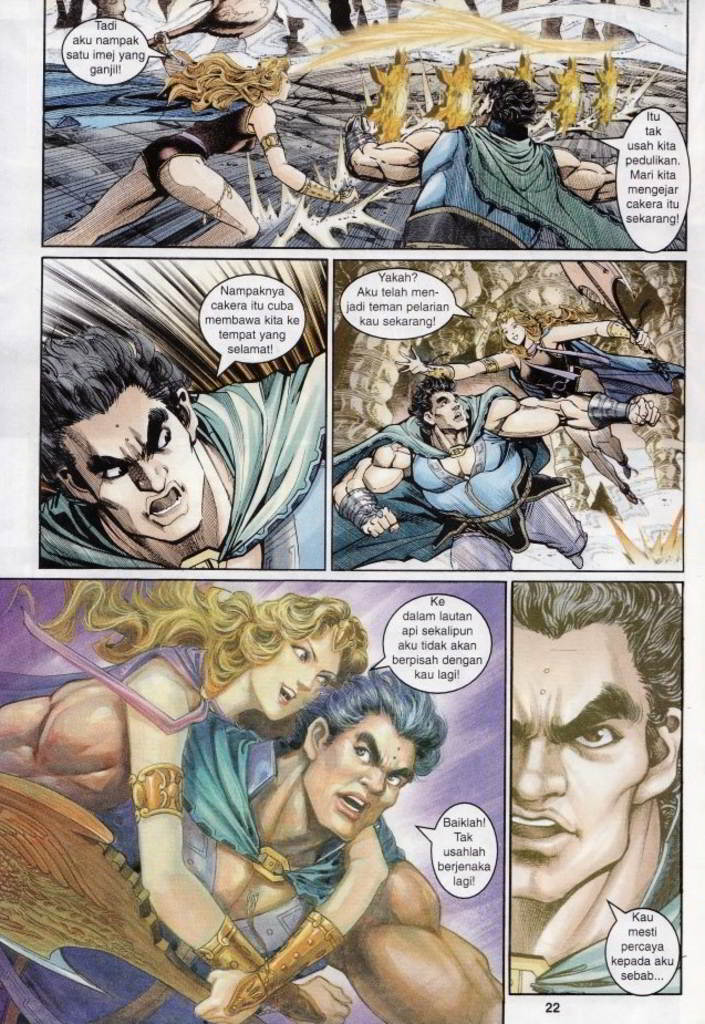 Tadi
aku nampak
satu imej yang
ganjil!
Itu
tak
usah kita
pedulikan.
Mari kita
mengejar
cakera itu
sekarang!
Nampaknya
cakera itu cuba
membawa kita ke
tempat yang
selamat!
Yakah?
Aku telah men-
jadi teman pelarian
kau sekarang!
Ke
dalam lautan
api sekalipun
aku tidak akan
berpisah dengan
kau lagi!
Baiklah!
Tak
usahlah
berjenaka
lagi!
Kau
mesti
percaya
kepada aku
sebab...
22